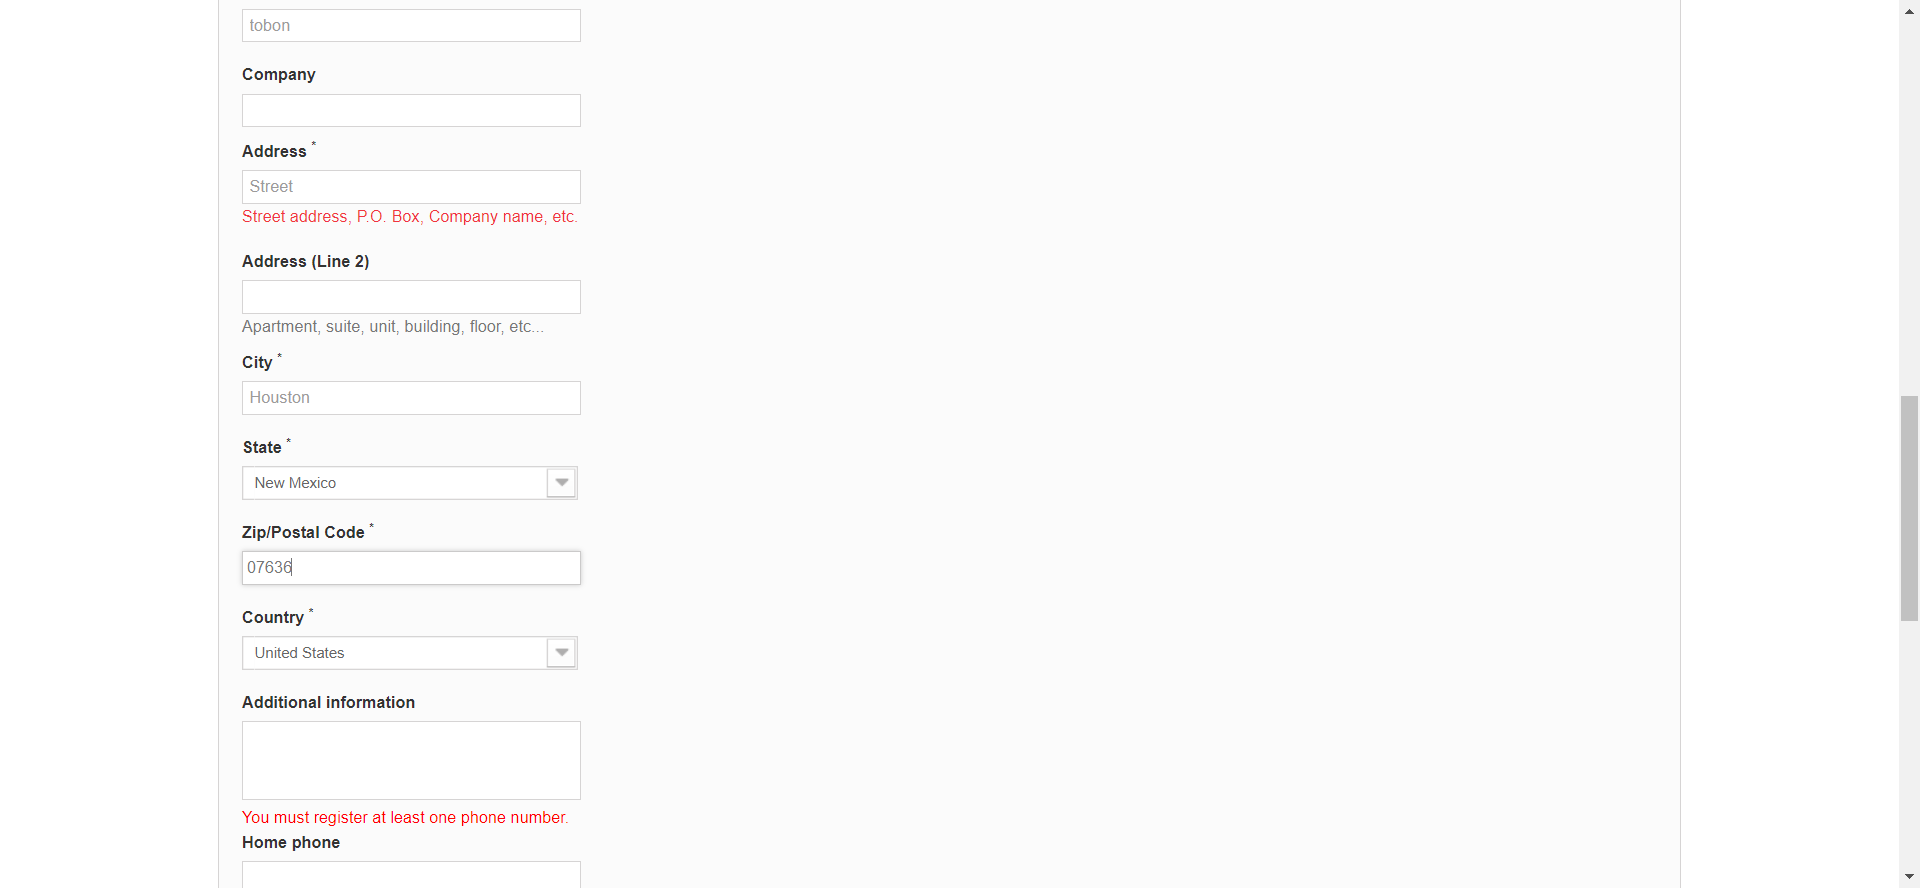 tobon
Company
Address *
Street
Street address, P.O. Box, Company name, etc.
Address (Line 2)
Apartment, suite, unit, building, floor, etc...
City *
Houston
State *
New Mexico
Zip/Postal Code *
07636
Country *
United States
Additional information
You must register at least one phone number.
Home phone